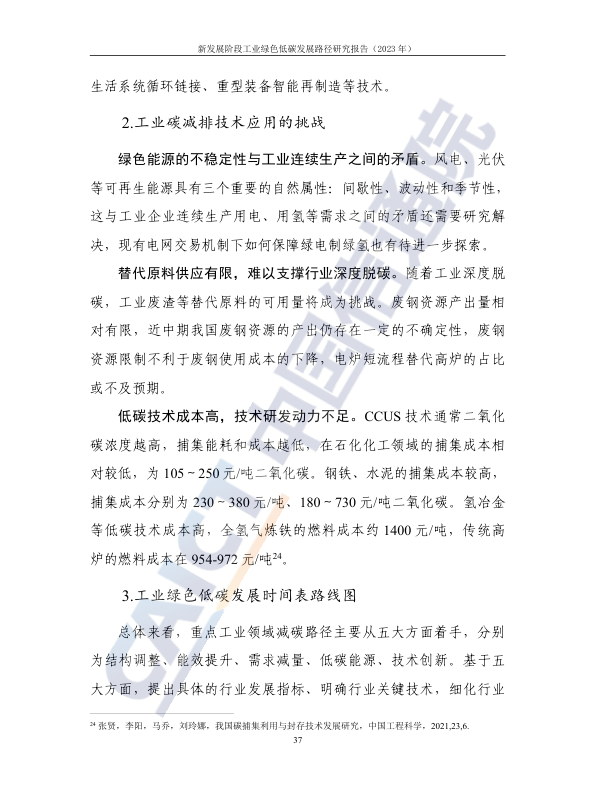 新发展阶段工业绿色低碳发展路径研究报告（2023 年）
生活系统循环链接、重型装备智能再制造等技术。
2.工业碳减排技术应用的挑战
绿色能源的不稳定性与工业连续生产之间的矛盾。风电、光伏
等可再生能源具有三个重要的自然属性：间歇性、波动性和季节性，
这与工业企业连续生产用电、用氢等需求之间的矛盾还需要研究解
决，现有电网交易机制下如何保障绿电制绿氢也有待进一步探索。
替代原料供应有限，难以支撑行业深度脱碳。随着工业深度脱
碳，工业废渣等替代原料的可用量将成为挑战。废钢资源产出量相
对有限，近中期我国废钢资源的产出仍存在一定的不确定性，废钢
资源限制不利于废钢使用成本的下降，电炉短流程替代高炉的占比
或不及预期。
低碳技术成本高，技术研发动力不足。CCUS 技术通常二氧化
碳浓度越高，捕集能耗和成本越低，在石化化工领域的捕集成本相
对较低，为 105～250 元/吨二氧化碳。钢铁、水泥的捕集成本较高，
捕集成本分别为 230～380 元/吨、180～730 元/吨二氧化碳。氢冶金
等低碳技术成本高，全氢气炼铁的燃料成本约 1400 元/吨，传统高
炉的燃料成本在 954-972 元/吨24。
3.工业绿色低碳发展时间表路线图
总体来看，重点工业领域减碳路径主要从五大方面着手，分别
为结构调整、能效提升、需求减量、低碳能源、技术创新。基于五
大方面，提出具体的行业发展指标、明确行业关键技术，细化行业
24 张贤，李阳，马乔，刘玲娜，我国碳捕集利用与封存技术发展研究，中国工程科学，2021,23,6.
37
CAICT 中国信通院